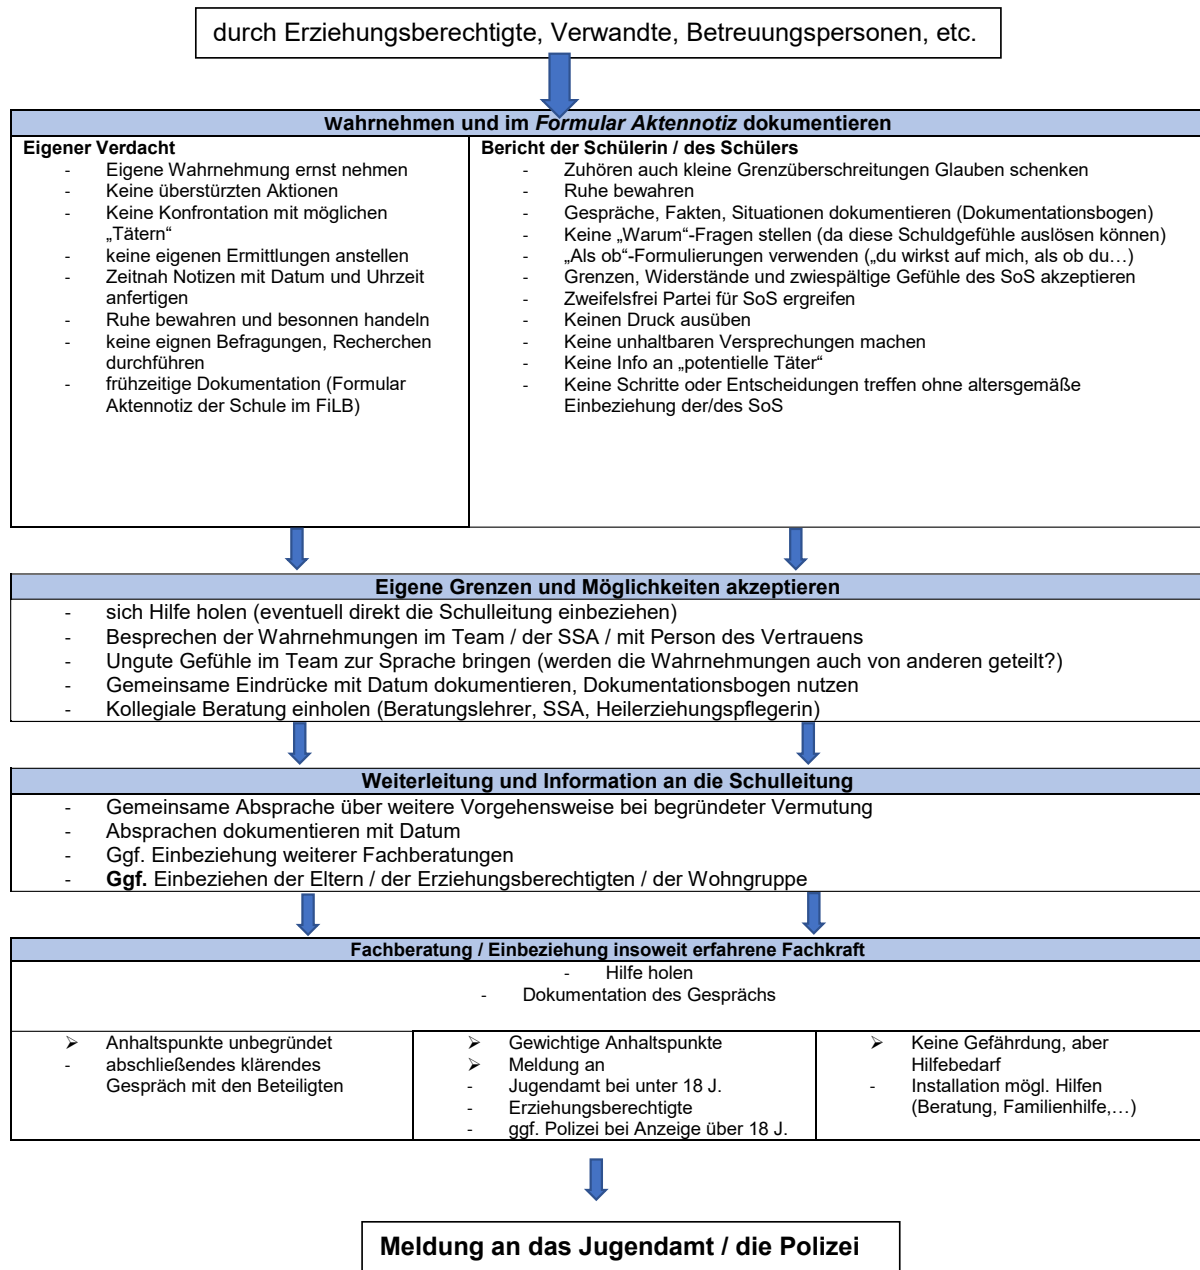 durch Erziehungsberechtigte, Verwandte, Betreuungspersonen, etc.
Wahrnehmen und im Formular Aktennotiz dokumentieren
Eigener Verdacht
- Eigene Wahrnehmung ernst nehmen
- Keine überstürzten Aktionen
- Keine Konfrontation mit möglichen
„Tätern“
- keine eigenen Ermittlungen anstellen
- Zeitnah Notizen mit Datum und Uhrzeit
anfertigen
- Ruhe bewahren und besonnen handeln
- keine eignen Befragungen, Recherchen
durchführen
- frühzeitige Dokumentation (Formular
Aktennotiz der Schule im FiLB)
Bericht der Schülerin / des Schülers
- Zuhören auch kleine Grenzüberschreitungen Glauben schenken
- Ruhe bewahren
- Gespräche, Fakten, Situationen dokumentieren (Dokumentationsbogen)
- Keine „Warum“-Fragen stellen (da diese Schuldgefühle auslösen können)
- „Als ob“-Formulierungen verwenden („du wirkst auf mich, als ob du…)
- Grenzen, Widerstände und zwiespältige Gefühle des SoS akzeptieren
- Zweifelsfrei Partei für SoS ergreifen
- Keinen Druck ausüben
- Keine unhaltbaren Versprechungen machen
- Keine Info an „potentielle Täter“
- Keine Schritte oder Entscheidungen treffen ohne altersgemäße
Einbeziehung der/des SoS
Eigene Grenzen und Möglichkeiten akzeptieren
- sich Hilfe holen (eventuell direkt die Schulleitung einbeziehen)
- Besprechen der Wahrnehmungen im Team / der SSA / mit Person des Vertrauens
- Ungute Gefühle im Team zur Sprache bringen (werden die Wahrnehmungen auch von anderen geteilt?)
- Gemeinsame Eindrücke mit Datum dokumentieren, Dokumentationsbogen nutzen
- Kollegiale Beratung einholen (Beratungslehrer, SSA, Heilerziehungspflegerin)
Weiterleitung und Information an die Schulleitung
- Gemeinsame Absprache über weitere Vorgehensweise bei begründeter Vermutung
- Absprachen dokumentieren mit Datum
- Ggf. Einbeziehung weiterer Fachberatungen
- Ggf. Einbeziehen der Eltern / der Erziehungsberechtigten / der Wohngruppe
Fachberatung / Einbeziehung insoweit erfahrene Fachkraft
- Hilfe holen
- Dokumentation des Gesprächs
➢ Anhaltspunkte unbegründet
- abschließendes klärendes
Gespräch mit den Beteiligten
➢ Gewichtige Anhaltspunkte
➢ Meldung an
- Jugendamt bei unter 18 J.
- Erziehungsberechtigte
- ggf. Polizei bei Anzeige über 18 J.
➢ Keine Gefährdung, aber
Hilfebedarf
- Installation mögl. Hilfen
(Beratung, Familienhilfe,…)
Meldung an das Jugendamt / die Polizei